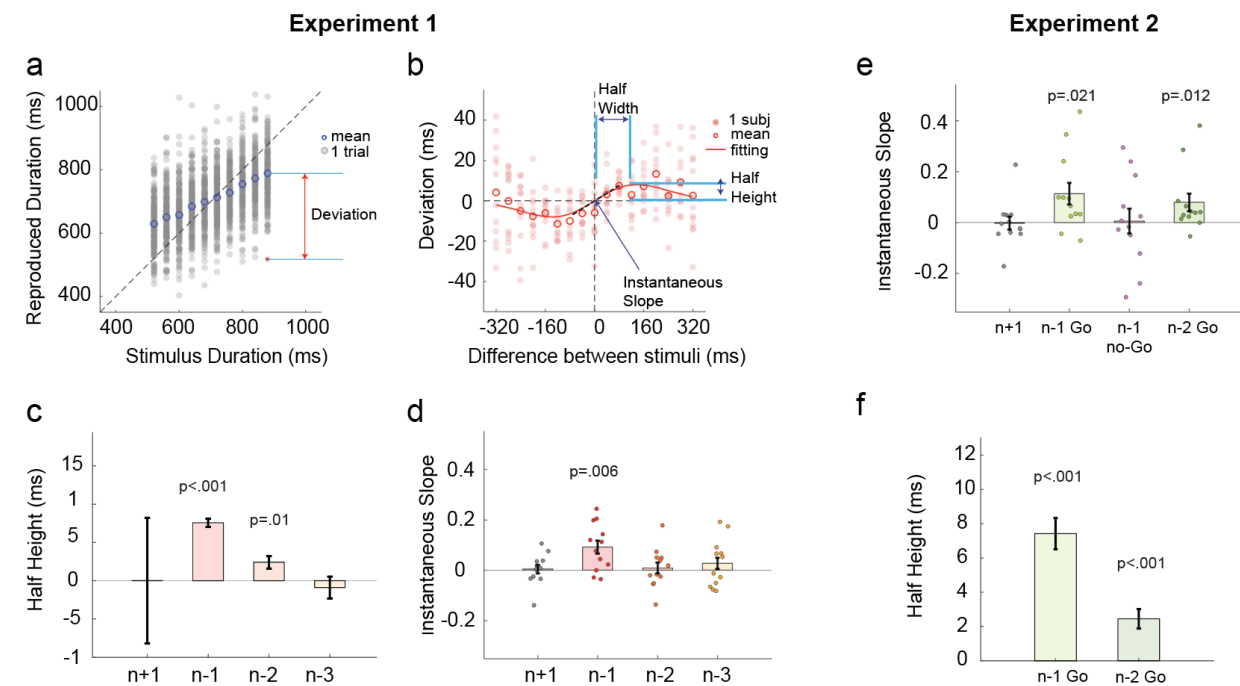 Experiment 1
Experiment 2
a
Reproduced Duration (ms)
1000
800
600
400
400 600 800 1000
Stimulus Duration (ms)
mean
1 trial
Deviation
b
Deviation (ms)
40
20
0
-20
-40
-320 -160 0 160 320
Difference between stimuli (ms)
Half
Width
1 subj
mean
fitting
Half
Height
Instantaneous
Slope
e
instantaneous Slope
0.4
0.2
0
-0.2
p=.021
p=.012
n+1 n-1 Go n-1 n-2 Go
no-Go
c
Half Height (ms)
15
1
5
0
-5
-1
p<.001
p=.01
n+1 n-1 n-2 n-3
d
instantaneous Slope
0.4
0.2
0
-0.2
p=.006
n+1 n-1 n-2 n-3
f
Half Height (ms)
12
10
8
6
4
2
0
p<.001
p<.001
n-1 Go n-2 Go